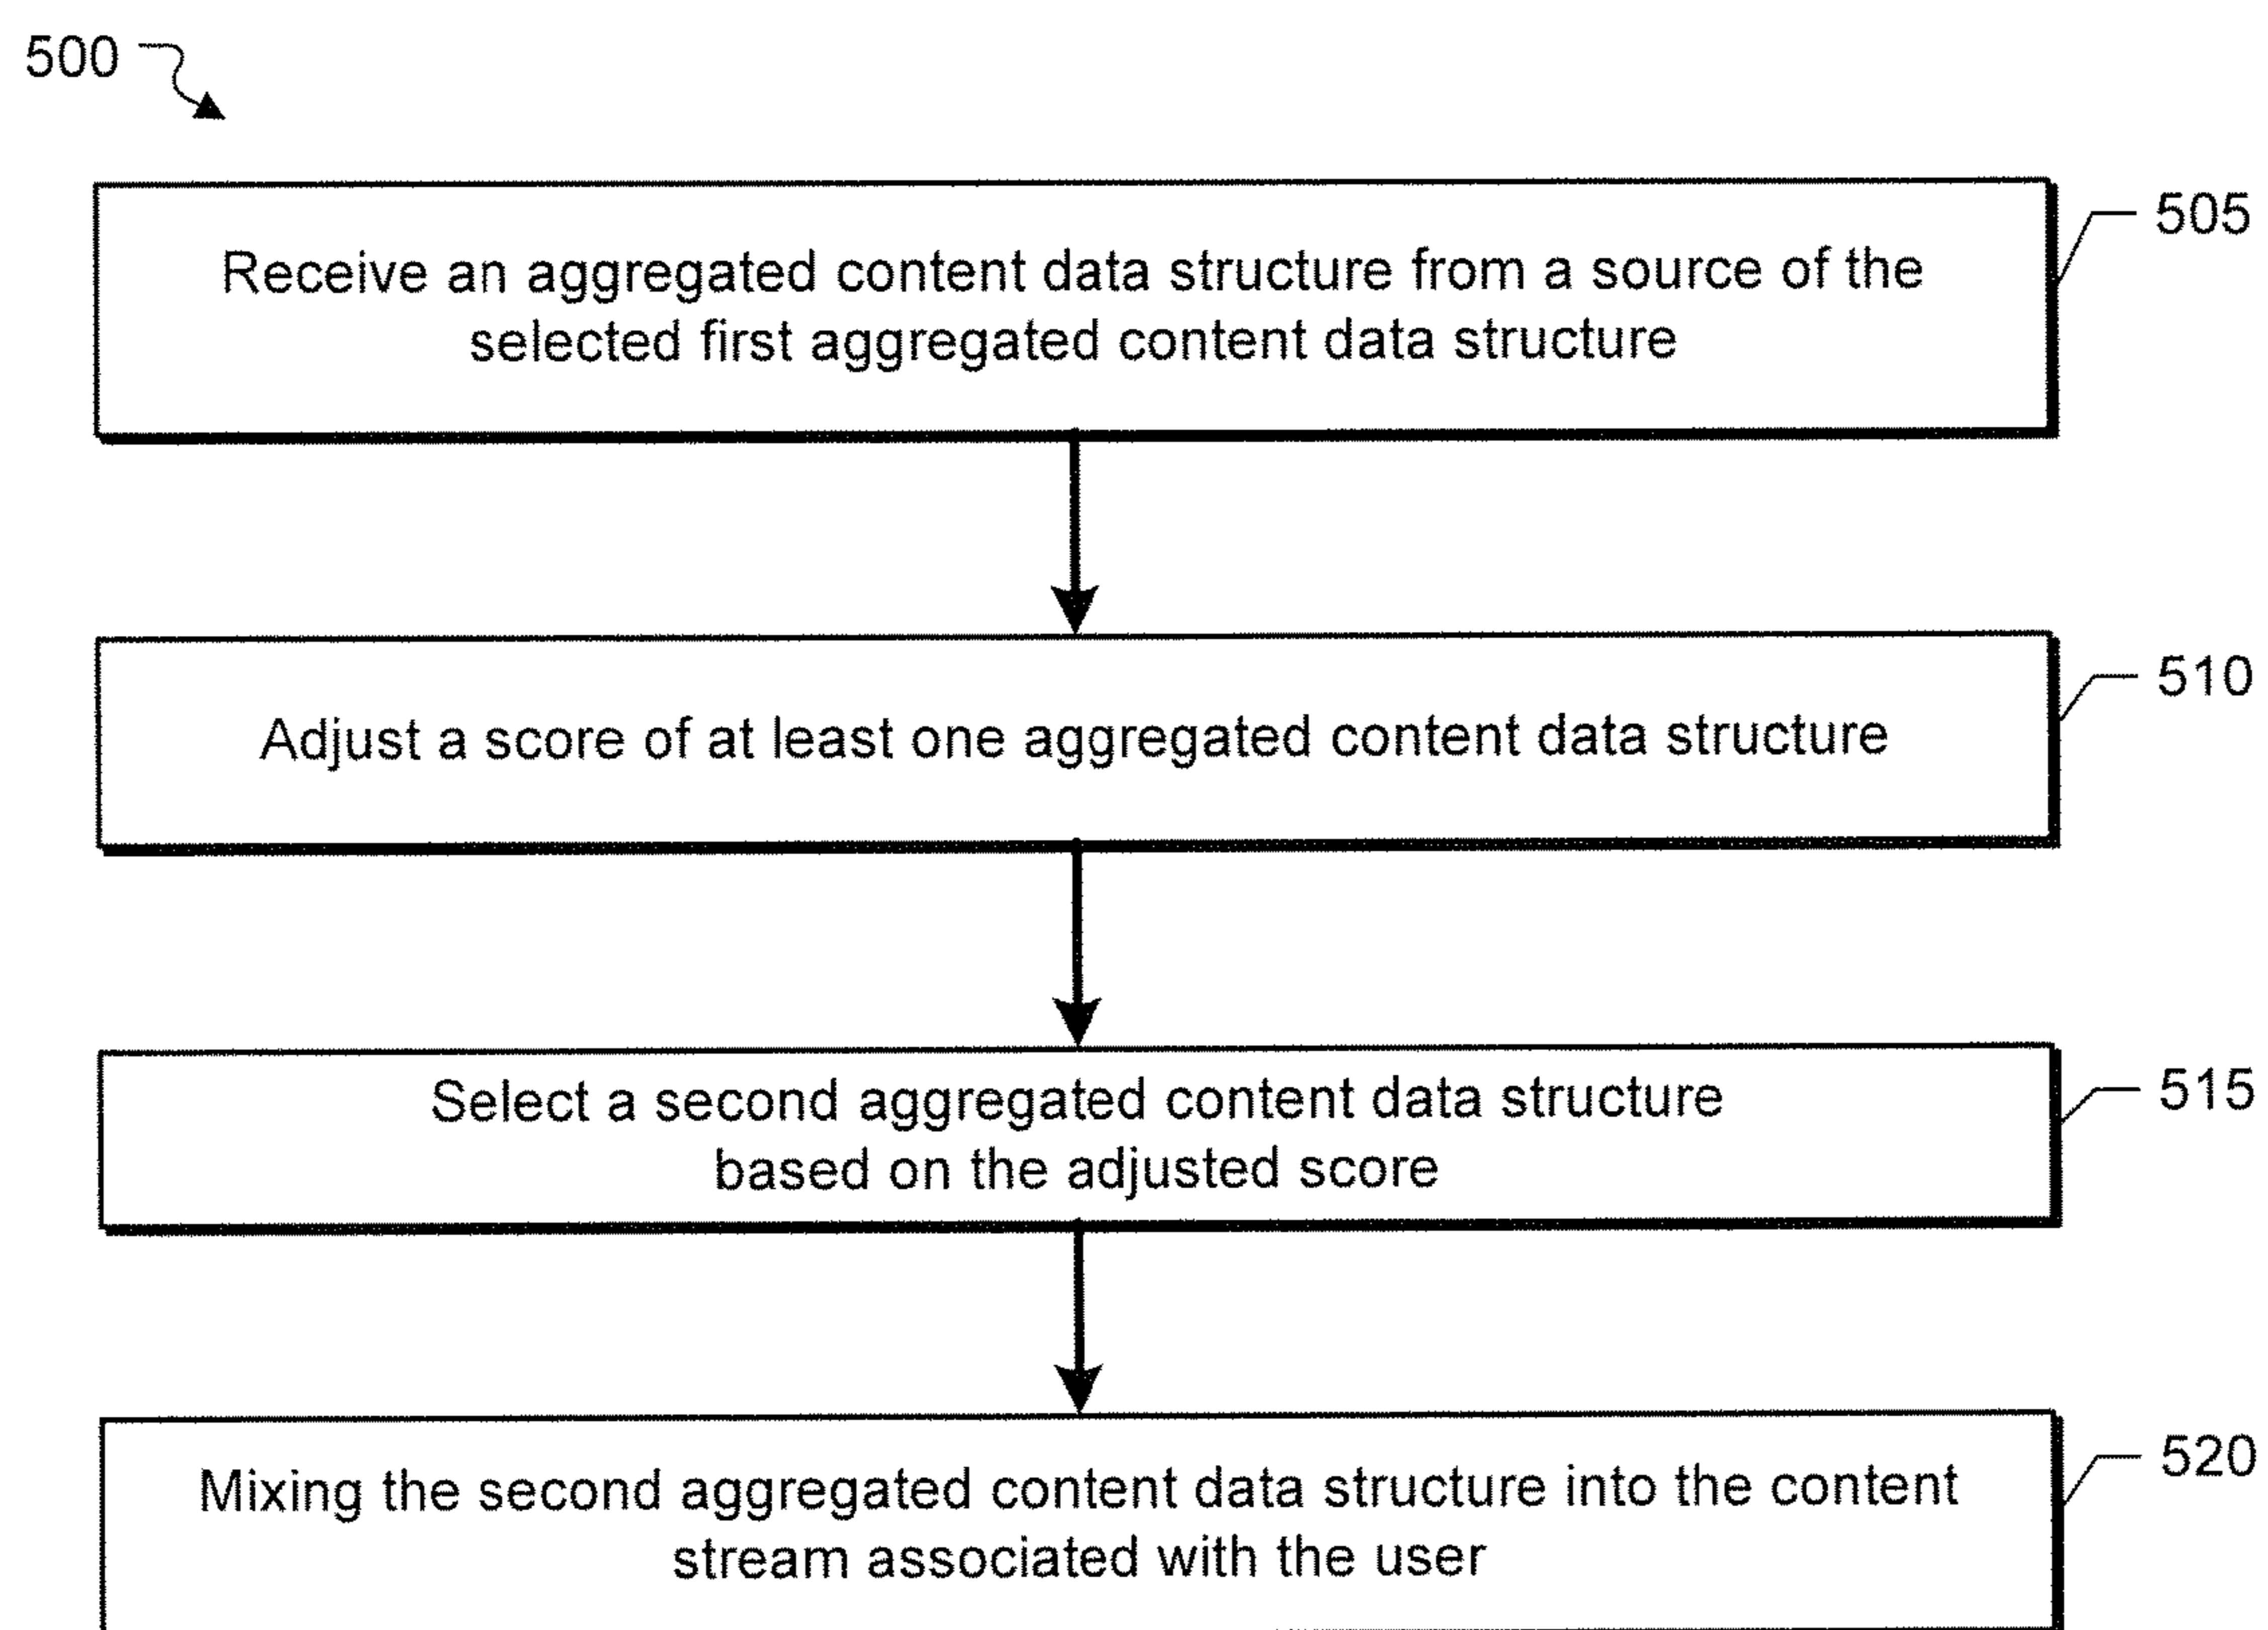 500
505
Receive an aggregated content data structure from a source of the
selected first aggregated content data structure
510
Adjust a score of at least one aggregated content data structure
515
Select a second aggregated content data structure
based on the adjusted score
520
Mixing the second aggregated content data structure into the content
stream associated with the user